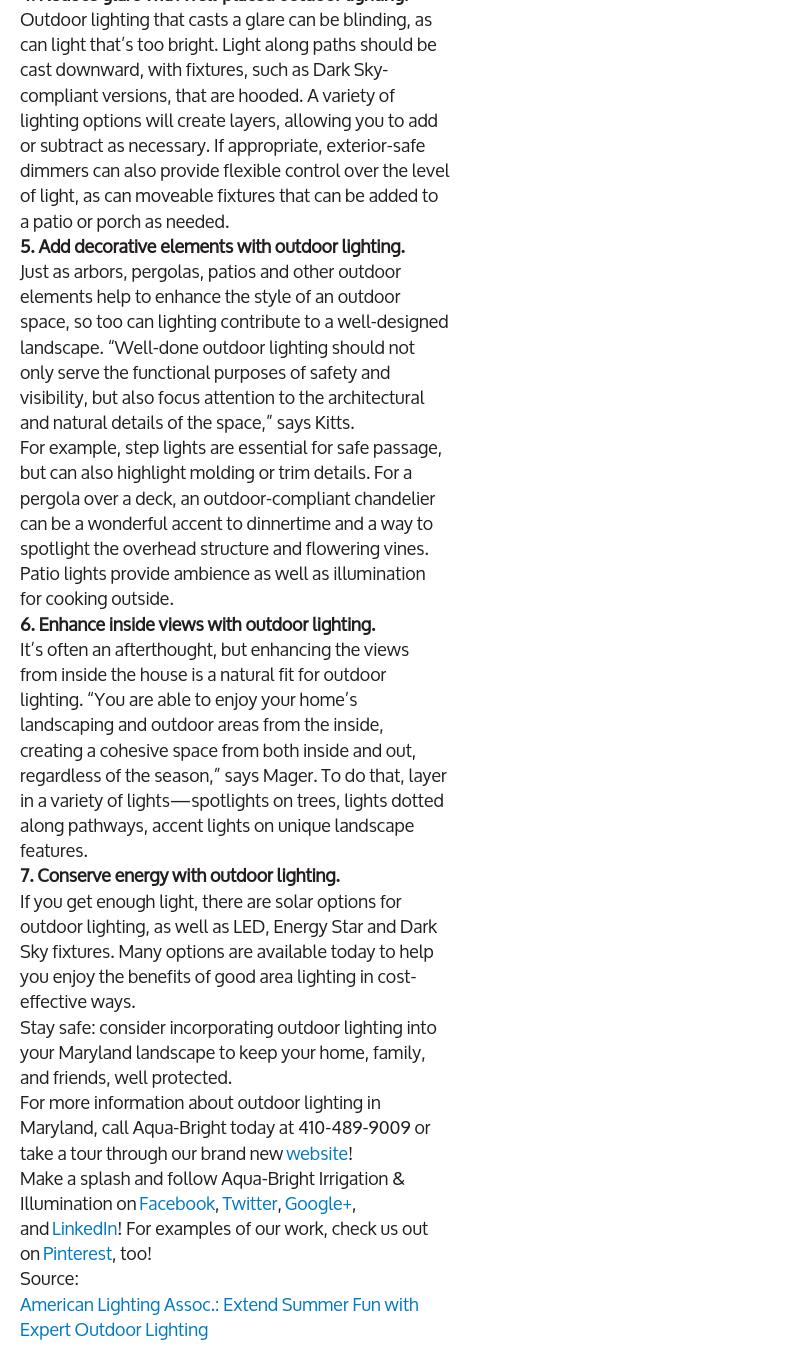 4. Reduce glare with well-placed outdoor lighting.
Outdoor lighting that casts a glare can be blinding, as
can light that's too bright. Light along paths should be
cast downward, with fixtures, such as Dark Sky-
compliant versions, that are hooded. A variety of
lighting options will create layers, allowing you to add
or subtract as necessary. If appropriate, exterior-safe
dimmers can also provide flexible control over the level
of light, as can moveable fixtures that can be added to
a patio or porch as needed.
5. Add decorative elements with outdoor lighting.
Just as arbors, pergolas, patios and other outdoor
elements help to enhance the style of an outdoor
space, so too can lighting contribute to a well-designed
landscape. “Well-done outdoor lighting should not
only serve the functional purposes of safety and
visibility, but also focus attention to the architectural
and natural details of the space,” says Kitts.
For example, step lights are essential for safe passage,
but can also highlight molding or trim details. For a
pergola over a deck, an outdoor-compliant chandelier
can be a wonderful accent to dinnertime and a way to
spotlight the overhead structure and flowering vines.
Patio lights provide ambience as well as illumination
for cooking outside.
6. Enhance inside views with outdoor lighting.
It's often an afterthought, but enhancing the views
from inside the house is a natural fit for outdoor
lighting. “You are able to enjoy your home's
landscaping and outdoor areas from the inside,
creating a cohesive space from both inside and out,
regardless of the season,” says Mager. To do that, layer
in a variety of lights—spotlights on trees, lights dotted
along pathways, accent lights on unique landscape
features.
7. Conserve energy with outdoor lighting.
If you get enough light, there are solar options for
outdoor lighting, as well as LED, Energy Star and Dark
Sky fixtures. Many options are available today to help
you enjoy the benefits of good area lighting in cost-
effective ways.
Stay safe: consider incorporating outdoor lighting into
your Maryland landscape to keep your home, family,
and friends, well protected.
For more information about outdoor lighting in
Maryland, call Aqua-Bright today at 410-489-9009 or
take a tour through our brand new website!
Make a splash and follow Aqua-Bright Irrigation &
Illumination on Facebook, Twitter, Google+,
and LinkedIn! For examples of our work, check us out
on Pinterest, too!
Source:
American Lighting Assoc.: Extend Summer Fun with
Expert Outdoor Lighting